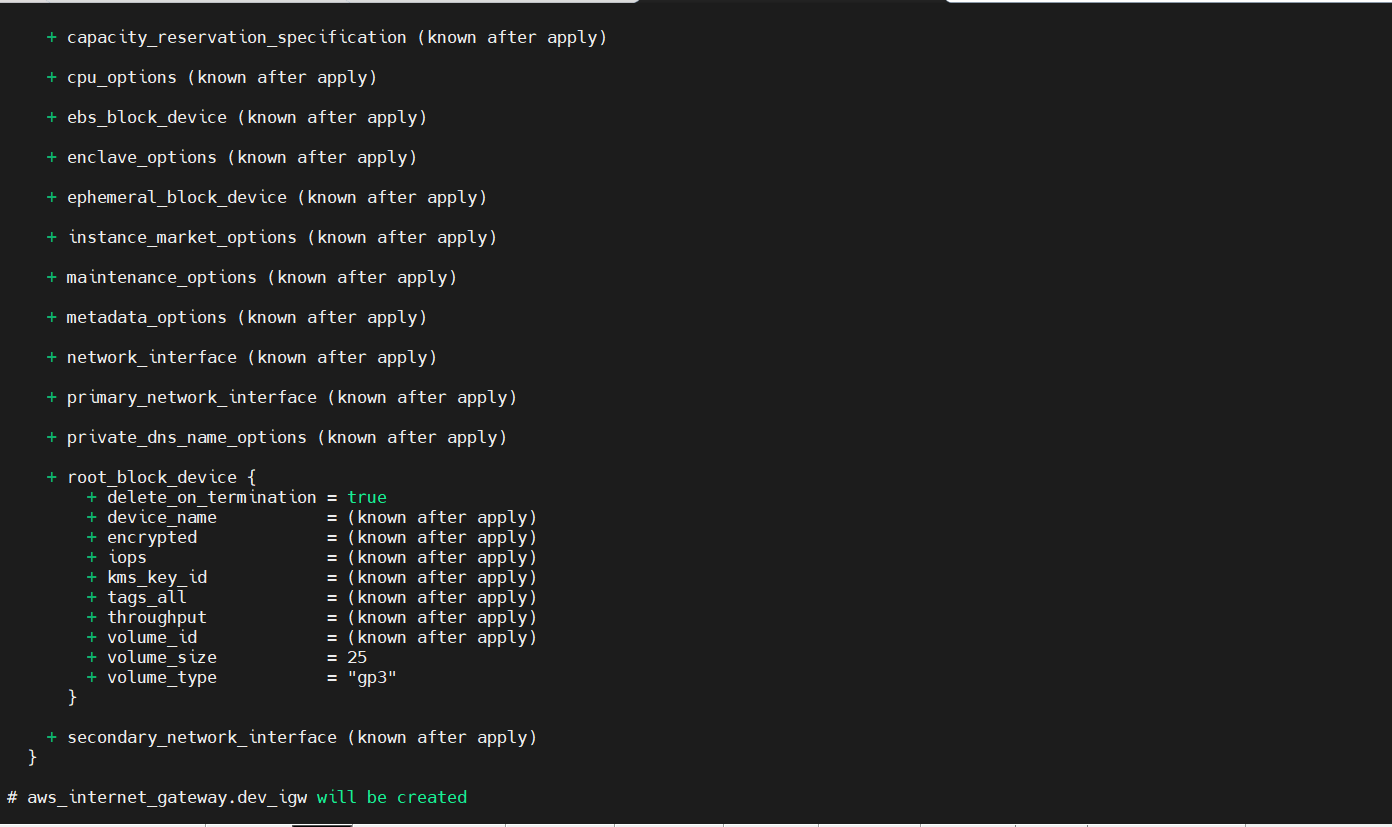 + capacity_reservation_specification (known after apply)
+ cpu_options (known after apply)
+ ebs_block_device (known after apply)
+ enclave_options (known after apply)
+ ephemeral_block_device (known after apply)
+ instance_market_options (known after apply)
+ maintenance_options (known after apply)
+ metadata_options (known after apply)
+ network_interface (known after apply)
+ primary_network_interface (known after apply)
+ private_dns_name_options (known after apply)
+ root_block_device {
+ delete_on_termination = true
+ device_name = (known after apply)
+ encrypted = (known after apply)
+ iops = (known after apply)
+ kms_key_id = (known after apply)
+ tags_all = (known after apply)
+ throughput = (known after apply)
+ volume_id = (known after apply)
+ volume_size = 25
+ volume_type = "gp3"
}
+ secondary_network_interface (known after apply)
}
# aws_internet_gateway.dev_igw will be created